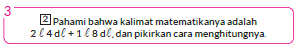 3
2 Pahami bahwa kalimat matematikanya adalah
2 ℓ 4 dℓ + 1 ℓ 8 dℓ, dan pikirkan cara menghitungnya.